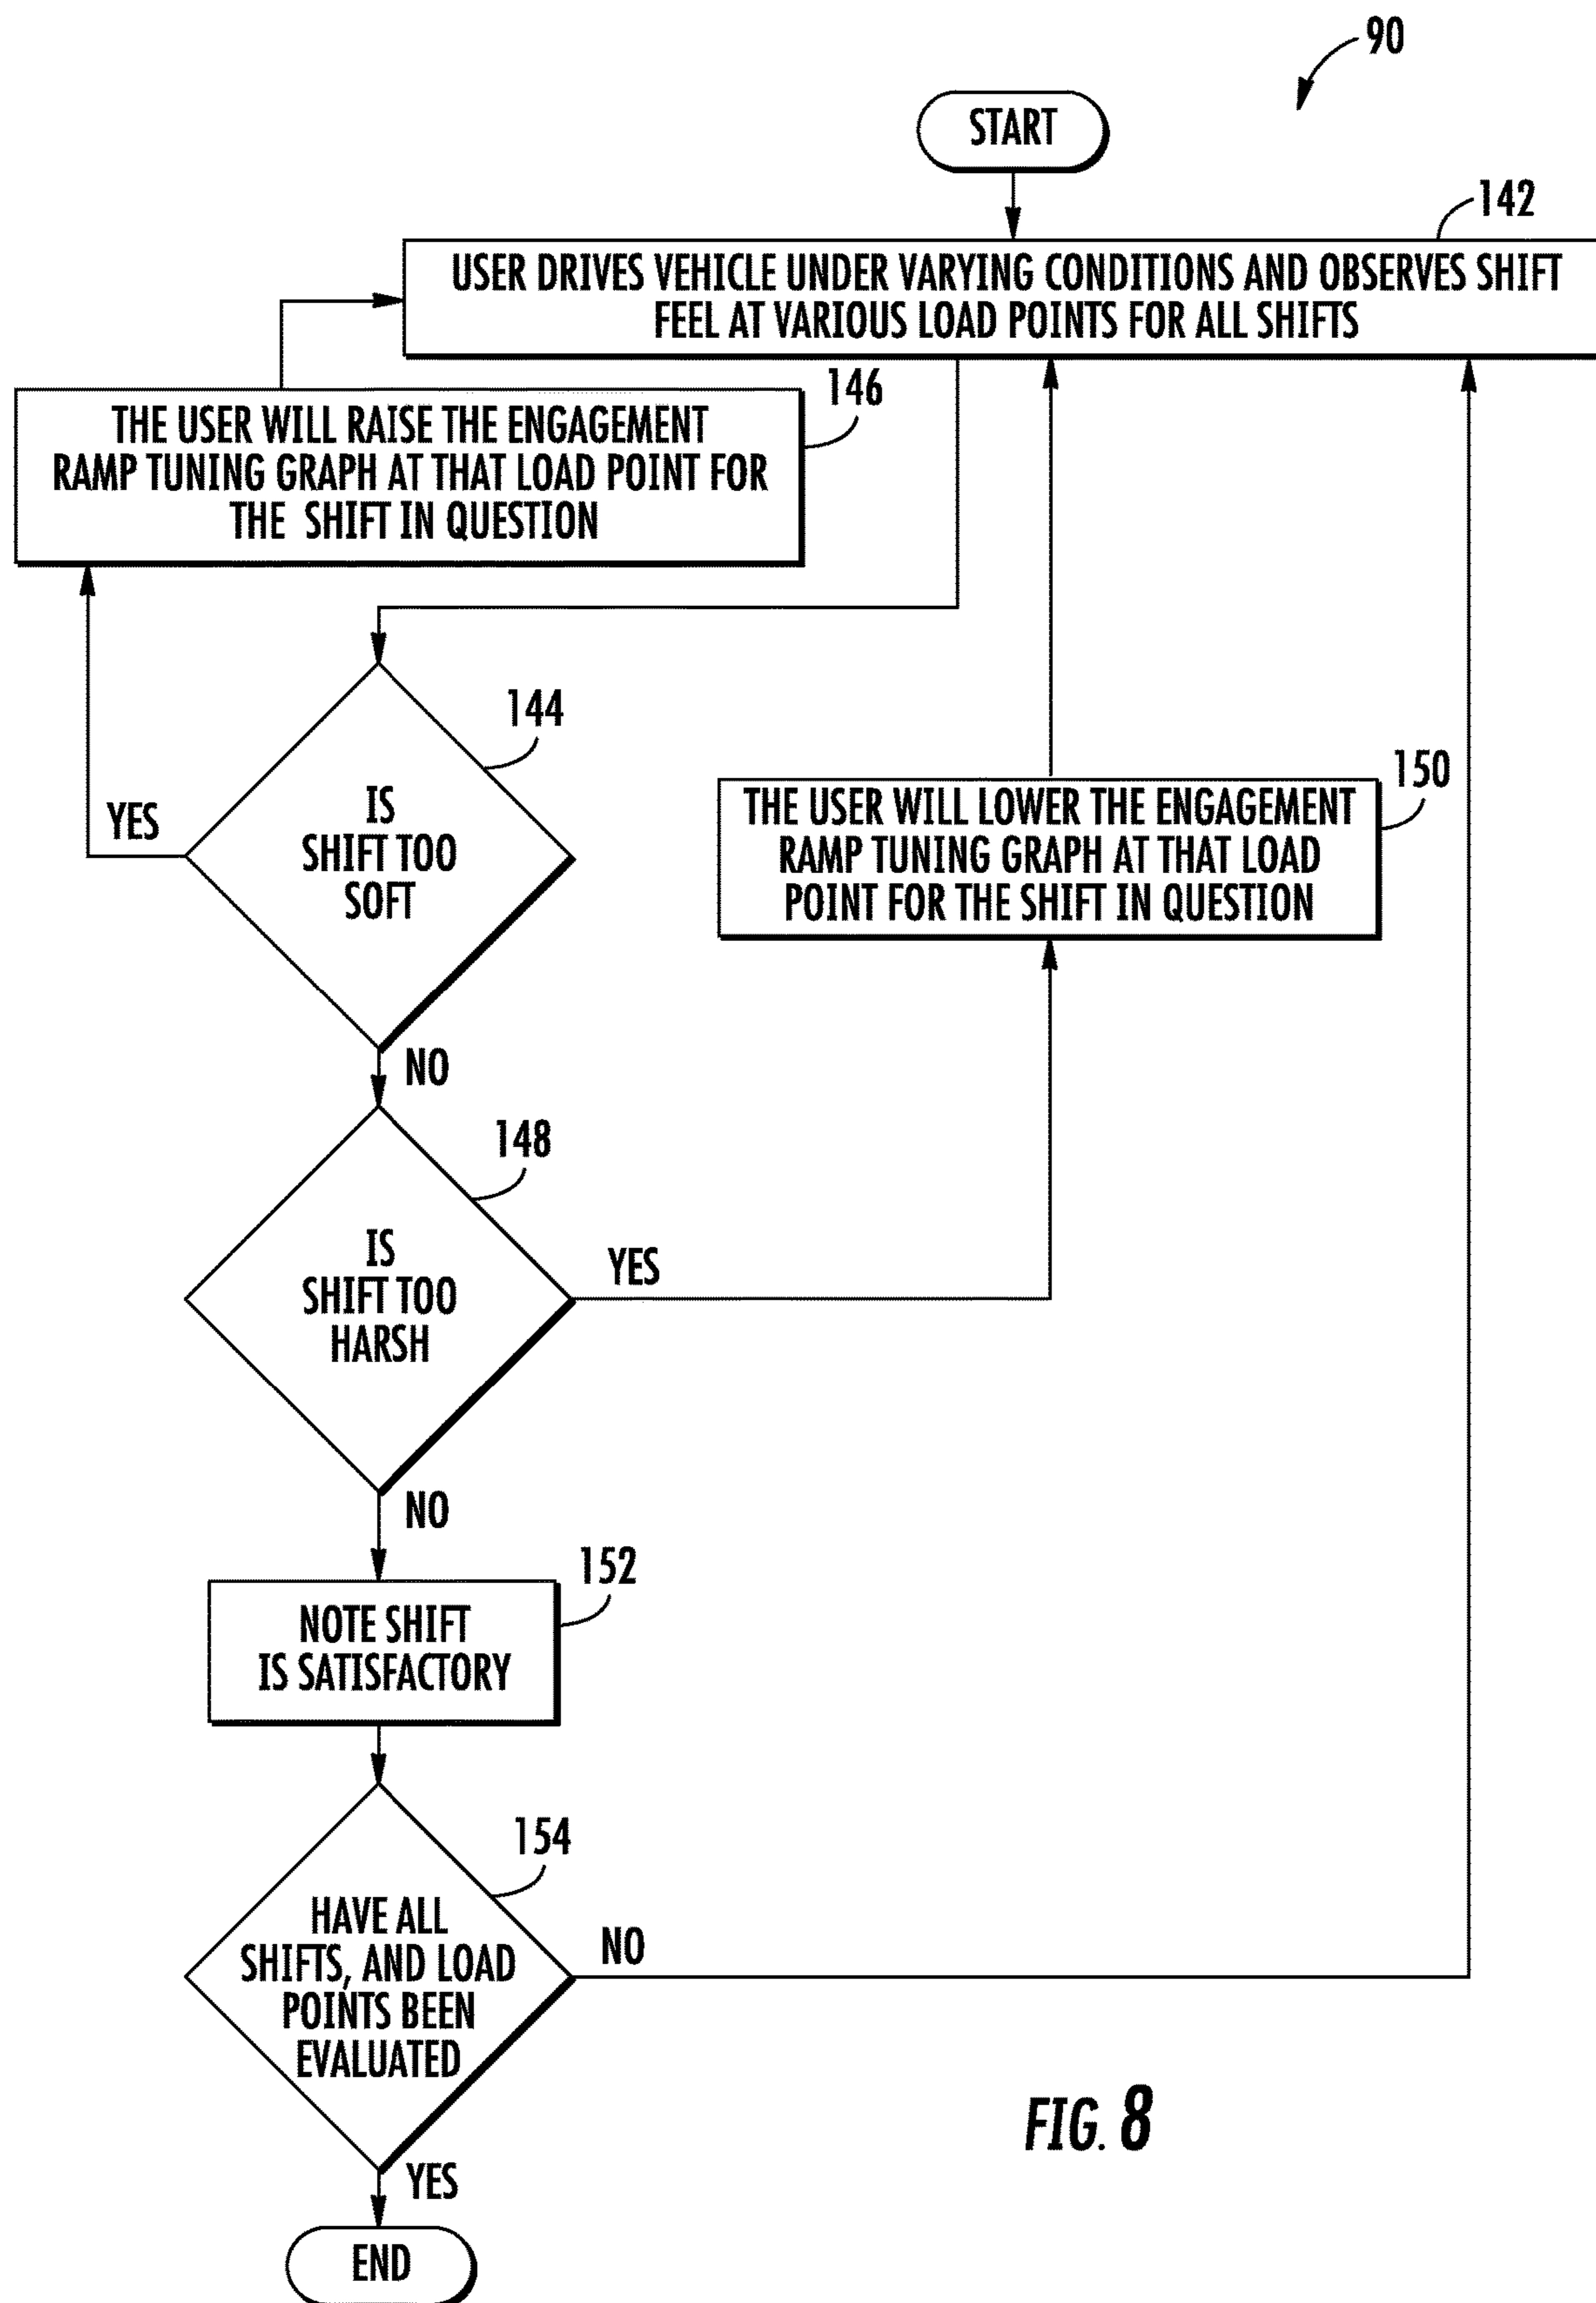 90
START
142
USER DRIVES VEHICLE UNDER VARYING CONDITIONS AND OBSERVES SHIFT
FEEL AT VARIOUS LOAD POINTS FOR ALL SHIFTS
146
THE USER WILL RAISE THE ENGAGEMENT
RAMP TUNING GRAPH AT THAT LOAD POINT FOR
THE SHIFT IN QUESTION
144
IS
SHIFT TOO
SOFT
YES
NO
150
THE USER WILL LOWER THE ENGAGEMENT
RAMP TUNING GRAPH AT THAT LOAD
POINT FOR THE SHIFT IN QUESTION
148
IS
SHIFT TOO
HARSH
YES
NO
152
NOTE SHIFT
IS SATISFACTORY
154
HAVE ALL
SHIFTS, AND LOAD
POINTS BEEN
EVALUATED
NO
YES
END
FIG. 8